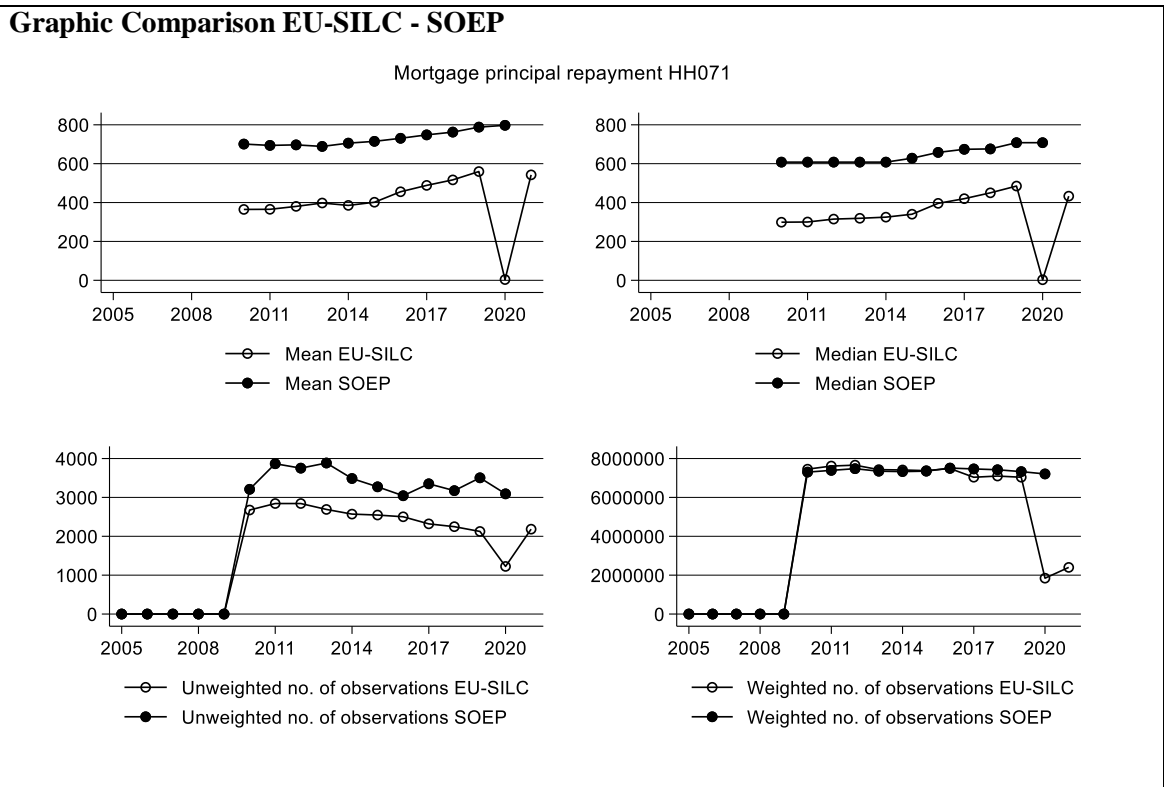 Graphic Comparison EU-SILC - SOEP
Mortgage principal repayment HH071
800
600
400
200
0
2005 2008 2011 2014 2017 2020
Mean EU-SILC
Mean SOEP
800
600
400
200
0
2005 2008 2011 2014 2017 2020
Median EU-SILC
Median SOEP
4000
3000
2000
1000
0
2005 2008 2011 2014 2017 2020
Unweighted no. of observations EU-SILC
Unweighted no. of observations SOEP
8000000
6000000
4000000
2000000
0
2005 2008 2011 2014 2017 2020
Weighted no. of observations EU-SILC
Weighted no. of observations SOEP